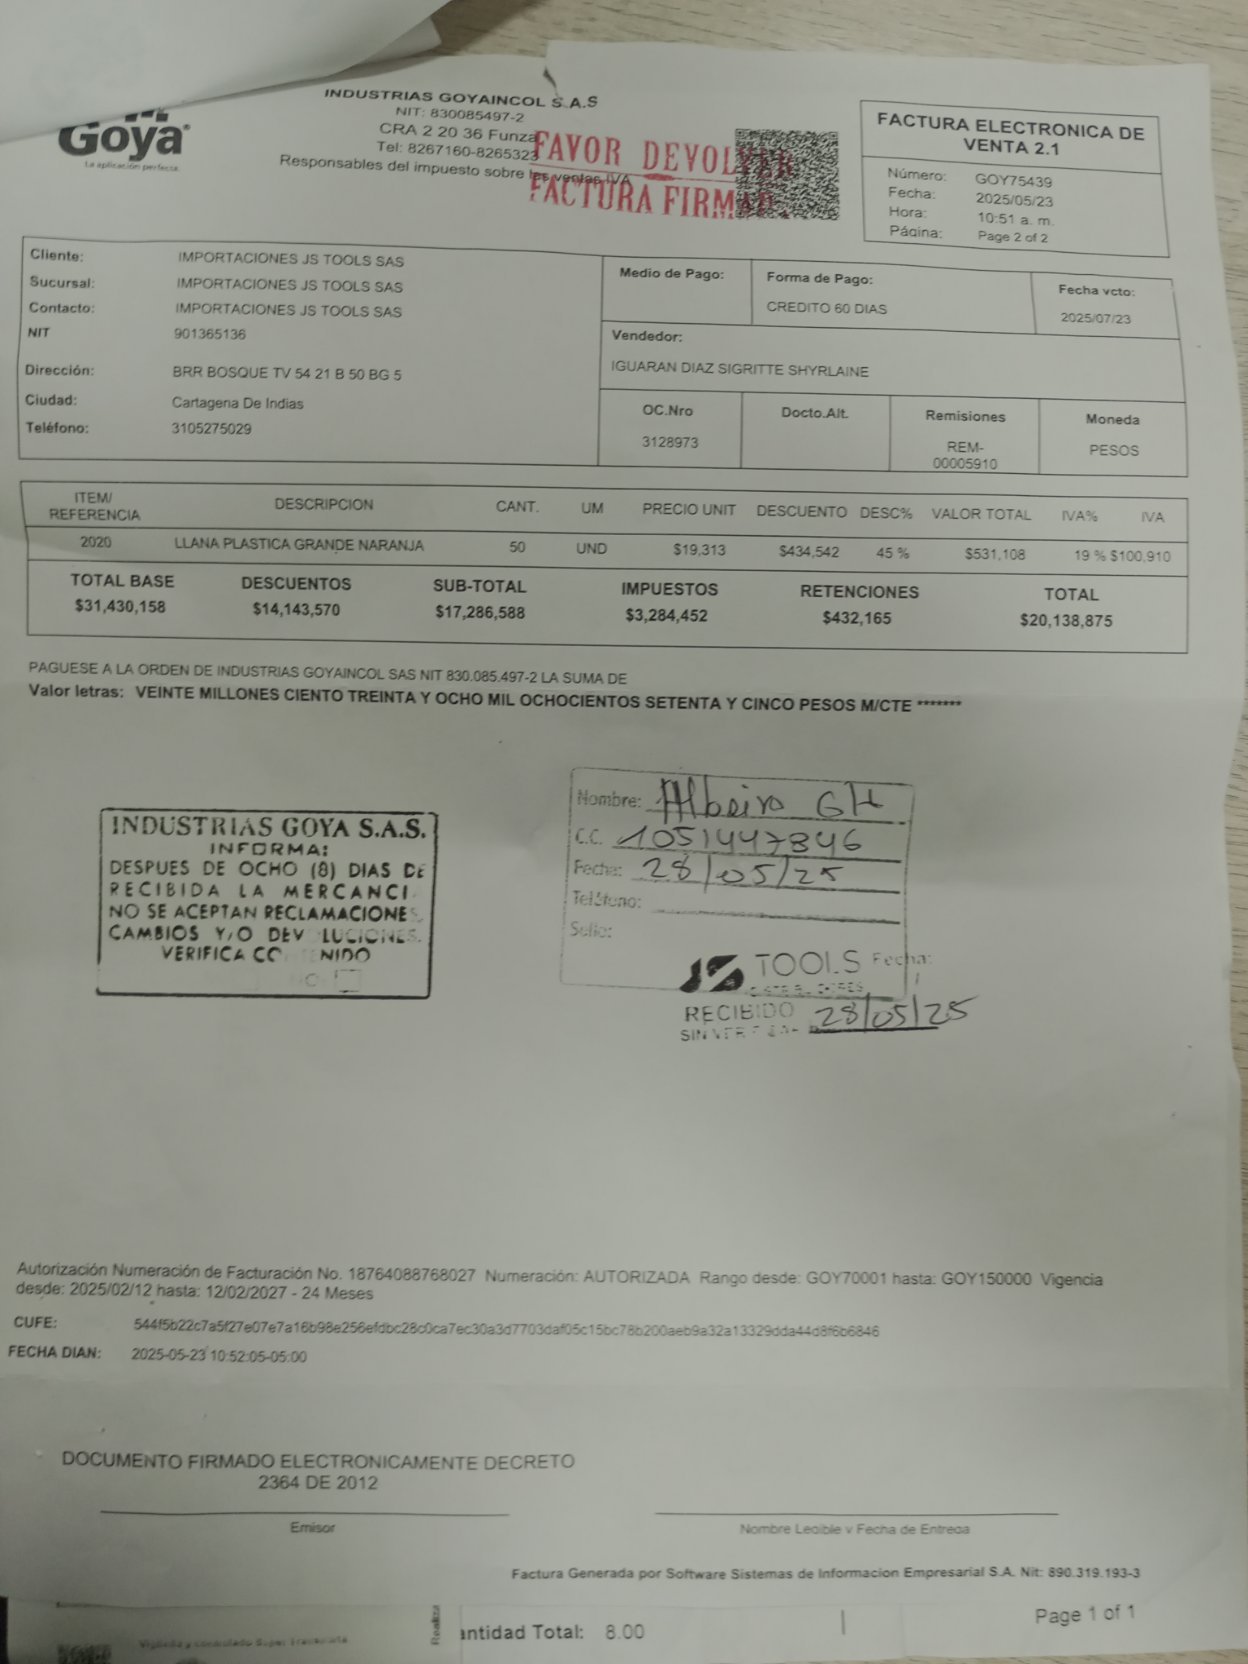 Goya
La aplicación perfecta.
INDUSTRIAS GOYAINCOL S.A.S
NIT: 830085497-2
CRA 2 20 36 Funza
Tel: 8267160-8265323
Responsables del impuesto sobre las ventas IVA
FAVOR DEVOLVER
FACTURA FIRMADA
FACTURA ELECTRONICA DE
VENTA 2.1
Número: GOY75439
Fecha: 2025/05/23
Hora: 10:51 a. m.
Página: Page 2 of 2
Cliente: IMPORTACIONES JS TOOLS SAS
Sucursal: IMPORTACIONES JS TOOLS SAS
Contacto: IMPORTACIONES JS TOOLS SAS
NIT 901365136
Dirección: BRR BOSQUE TV 54 21 B 50 BG 5
Ciudad: Cartagena De Indias
Teléfono: 3105275029
Medio de Pago: Forma de Pago: Fecha vcto:
CREDITO 60 DIAS 2025/07/23
Vendedor:
IGUARAN DIAZ SIGRITTE SHYRLAINE
OC.Nro Docto.Alt. Remisiones Moneda
3128973 REM-00005910 PESOS
ITEM/REFERENCIA DESCRIPCION CANT. UM PRECIO UNIT DESCUENTO DESC% VALOR TOTAL IVA% IVA
2020 LLANA PLASTICA GRANDE NARANJA 50 UND $19,313 $434,542 45 % $531,108 19 % $100,910
TOTAL BASE DESCUENTOS SUB-TOTAL IMPUESTOS RETENCIONES TOTAL
$31,430,158 $14,143,570 $17,286,588 $3,284,452 $432,165 $20,138,875
PAGUESE A LA ORDEN DE INDUSTRIAS GOYAINCOL SAS NIT 830.085.497-2 LA SUMA DE
Valor letras: VEINTE MILLONES CIENTO TREINTA Y OCHO MIL OCHOCIENTOS SETENTA Y CINCO PESOS M/CTE *******
INDUSTRIAS GOYA S.A.S.
INFORMA:
DESPUES DE OCHO (8) DIAS DE
RECIBIDA LA MERCANCI
NO SE ACEPTAN RECLAMACIONES
CAMBIOS Y/O DEVOLUCIONES.
VERIFICA CONTENIDO
NO
Nombre: Albeiro GH
C.C. 1051447846
Fecha: 28/05/25
Teléfono:
Sello:
JS TOOLS Fecha:
RECIBIDO 28/05/25
SIN
Autorización Numeración de Facturación No. 18764088768027 Numeración: AUTORIZADA Rango desde: GOY70001 hasta: GOY150000 Vigencia
desde: 2025/02/12 hasta: 12/02/2027 - 24 Meses
CUFE: 544f5b22c7a5f27e07e7a16b98e256efdbc28c0ca7ec30a3d7703daf05c15bc78b200aeb9a32a13329dda44d8f6b6846
FECHA DIAN: 2025-05-23 10:52:05-05:00
DOCUMENTO FIRMADO ELECTRONICAMENTE DECRETO
2364 DE 2012
Emisor
Nombre Legible y Fecha de Entrega
Factura Generada por Software Sistemas de Informacion Empresarial S.A. Nit: 890.319.193-3
Vigilado y controlado Super Transporte
Realiza
antidad Total: 8.00
Page 1 of 1